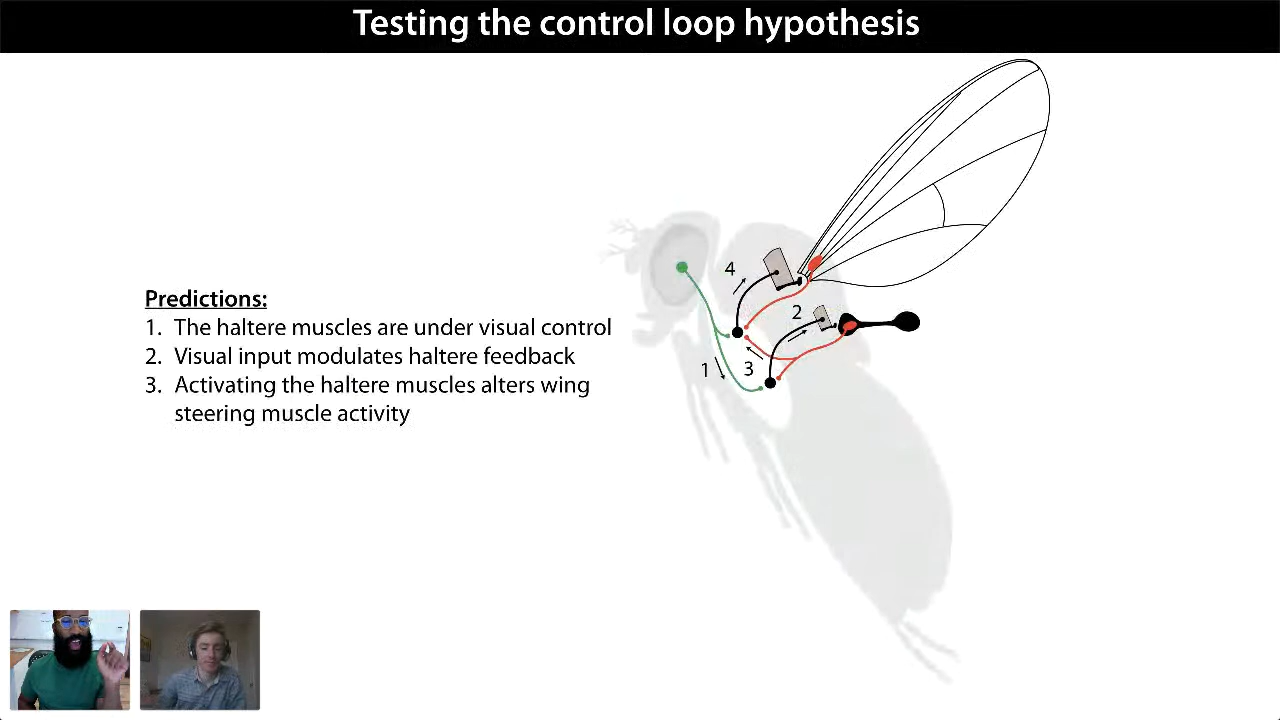 Testing the control loop hypothesis
4
2
Predictions:
1. The haltere muscles are under visual control
2. Visual input modulates haltere feedback
1
3
3. Activating the haltere muscles alters wing
steering muscle activity